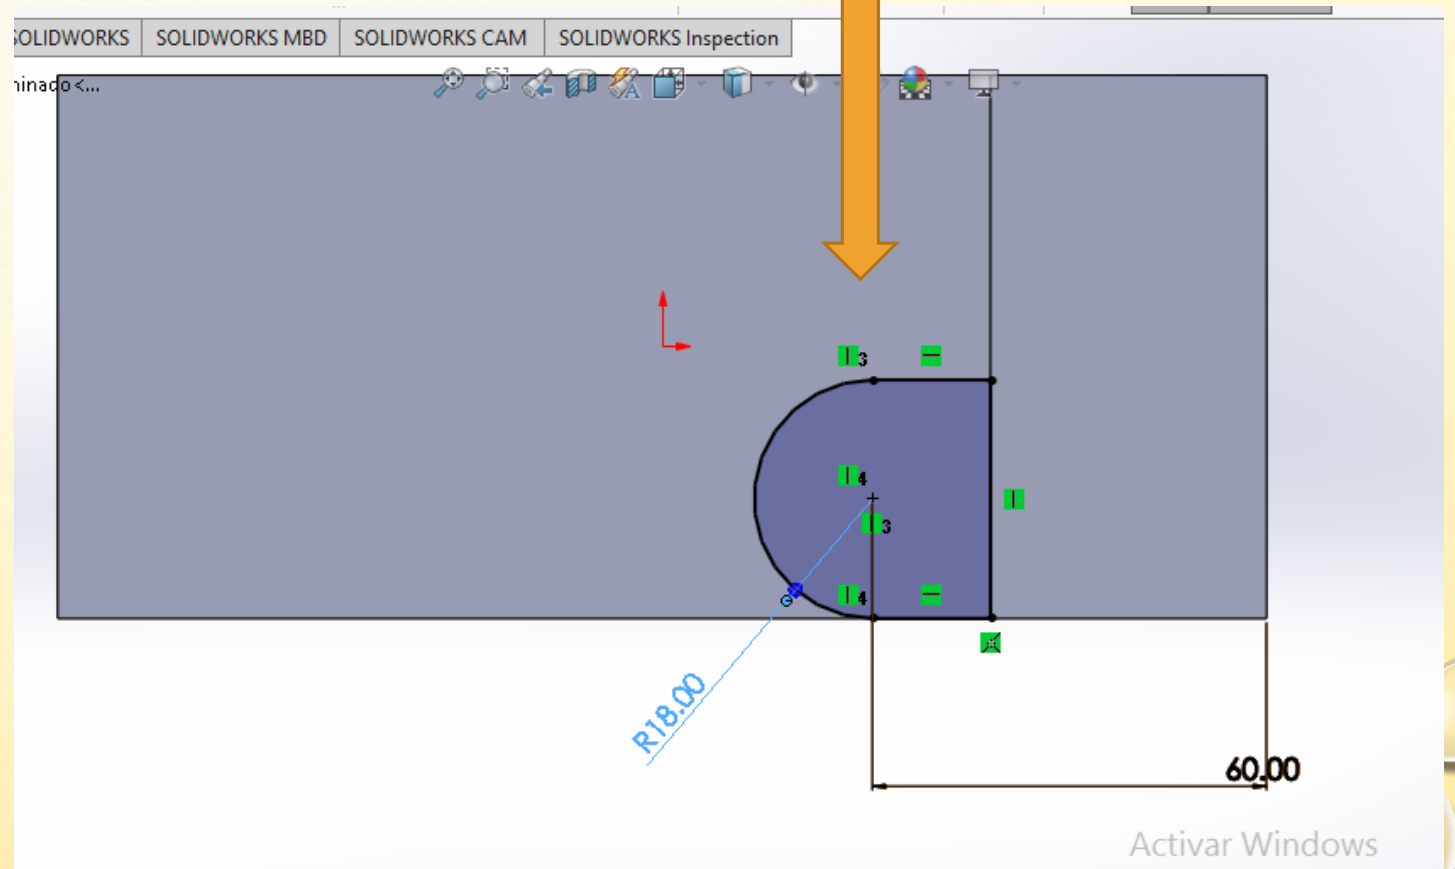 SOLIDWORKS SOLIDWORKS MBD SOLIDWORKS CAM SOLIDWORKS Inspection
inado<...
3
4
3
4
R18.00
60.00
Activar Windows